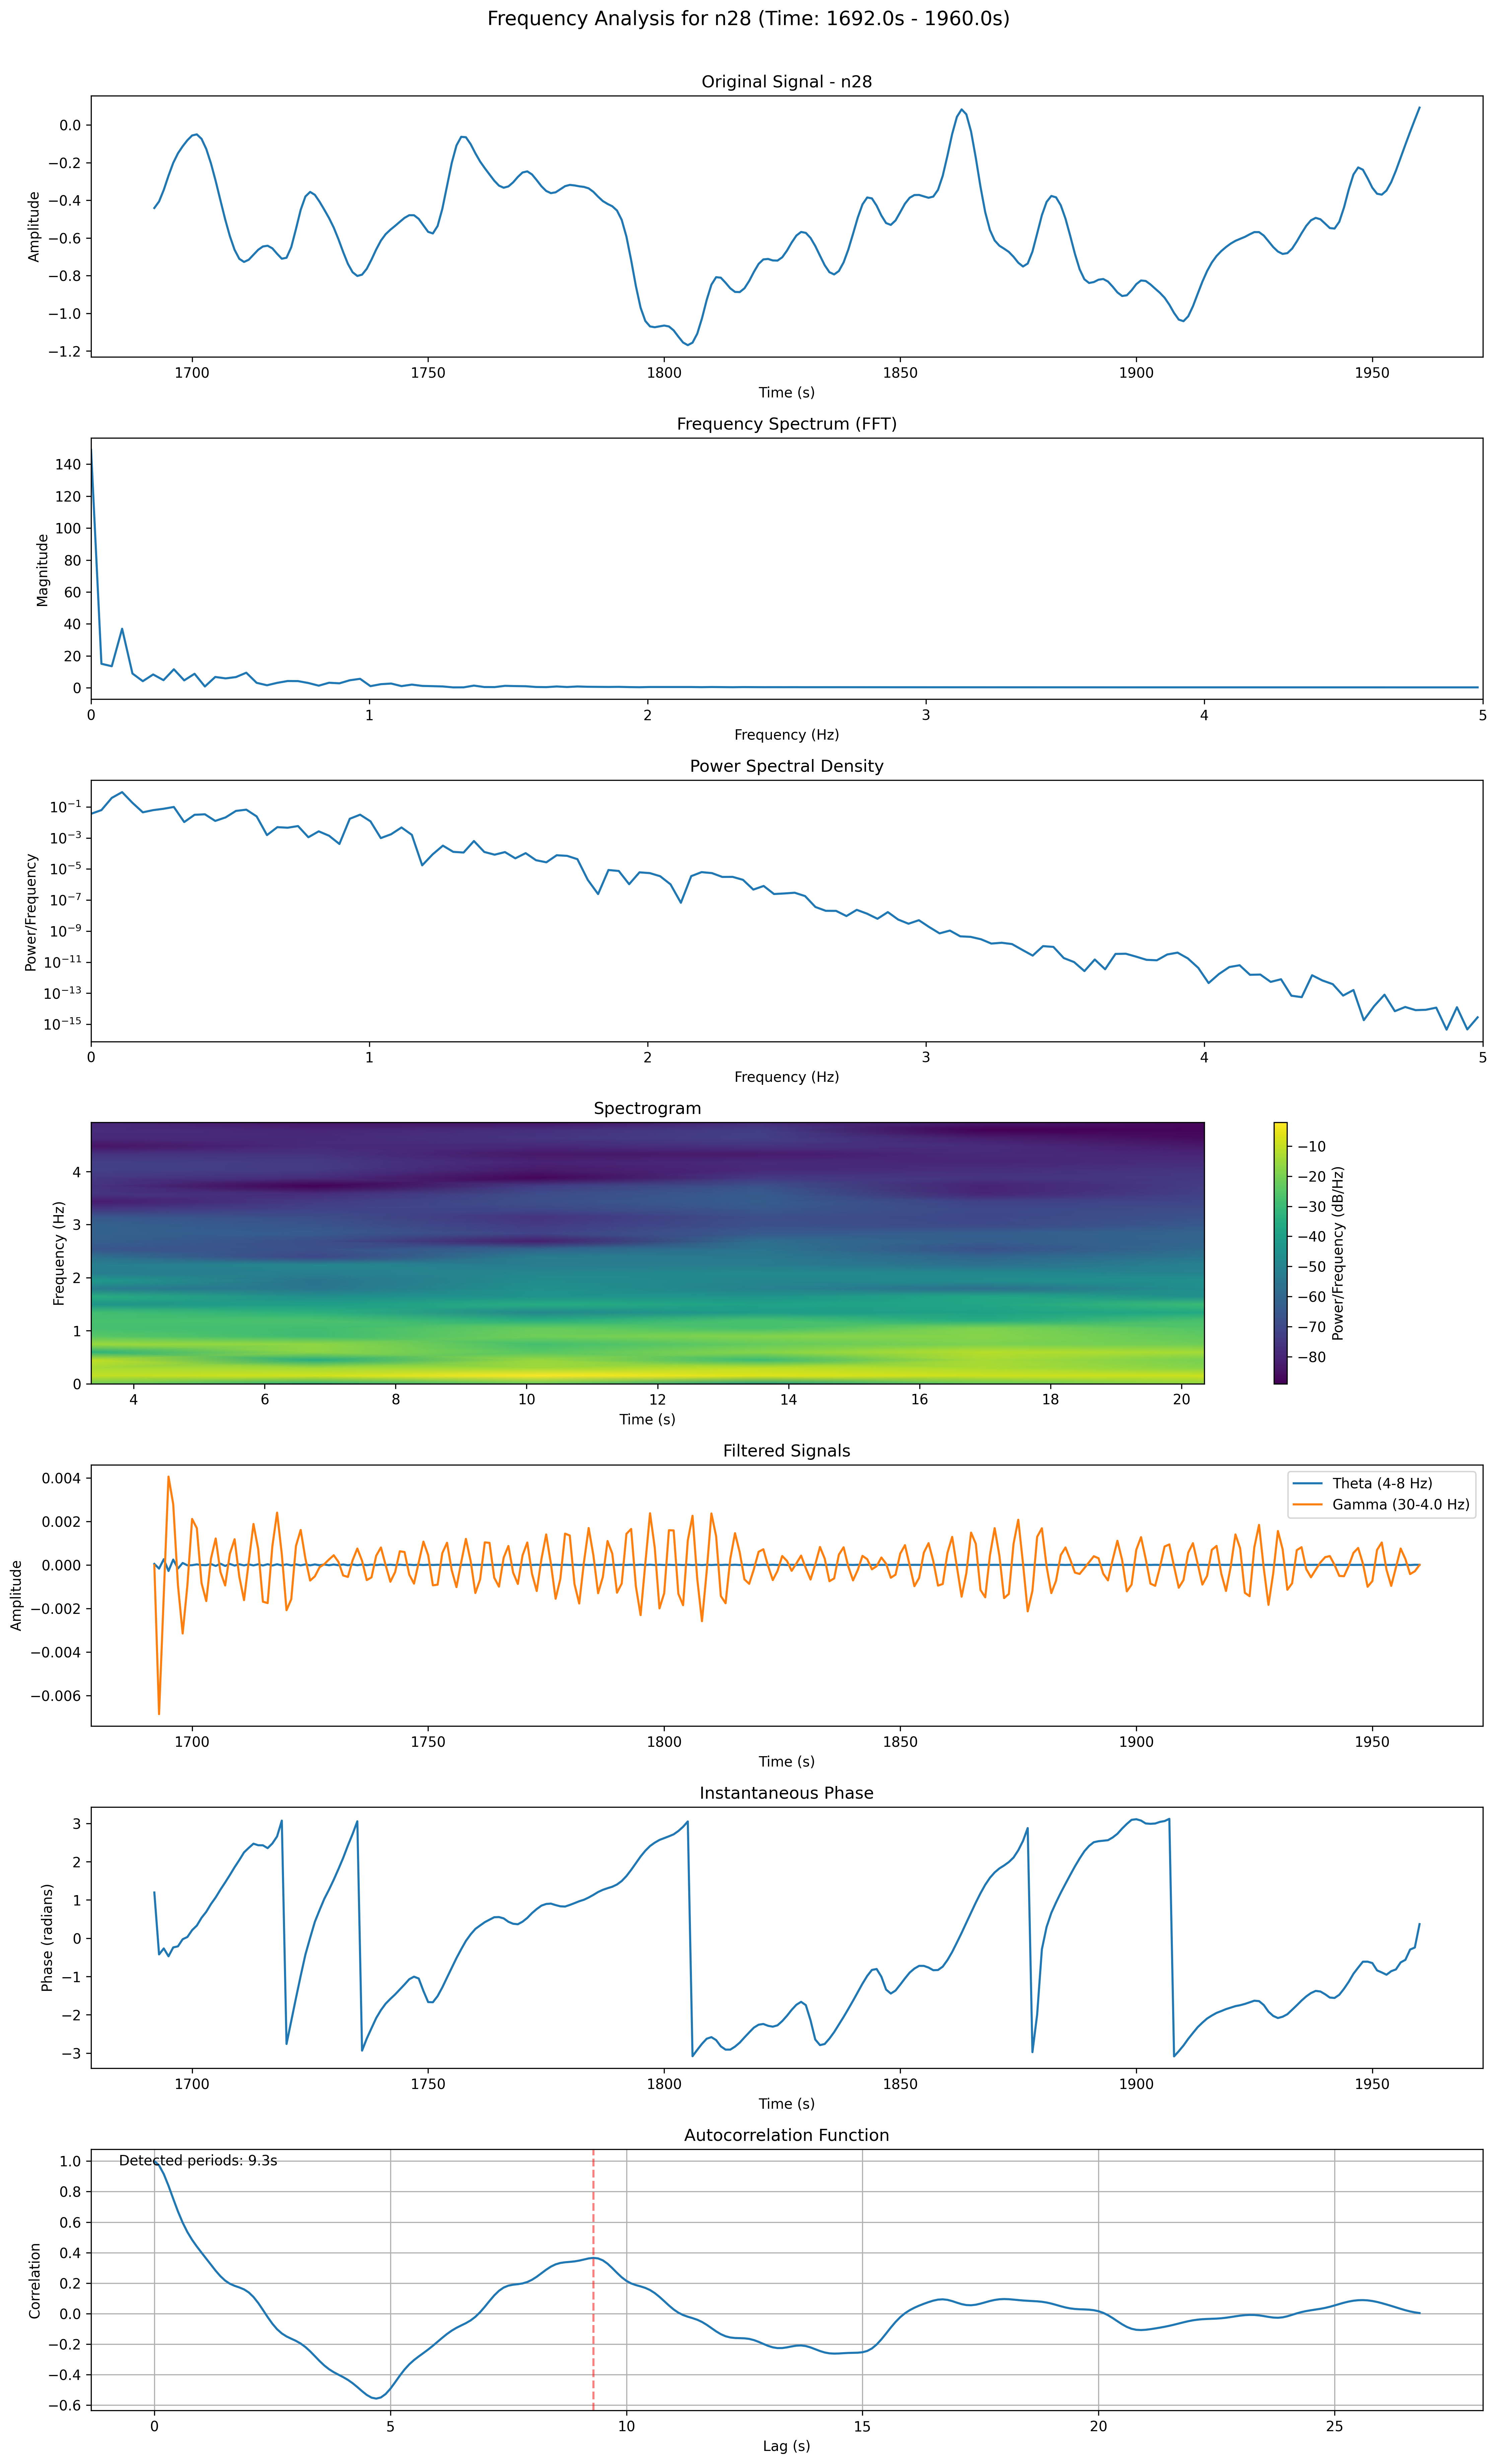 Frequency Analysis for n28 (Time: 1692.0s - 1960.0s)
Original Signal - n28
Amplitude
0.0
−0.2
−0.4
−0.6
−0.8
−1.0
−1.2
1700 1750 1800 1850 1900 1950
Time (s)
Frequency Spectrum (FFT)
Magnitude
140
120
100
80
60
40
20
0
0 1 2 3 4 5
Frequency (Hz)
Power Spectral Density
Power/Frequency
10⁻¹
10⁻³
10⁻⁵
10⁻⁷
10⁻⁹
10⁻¹¹
10⁻¹³
10⁻¹⁵
0 1 2 3 4 5
Frequency (Hz)
Spectrogram
Frequency (Hz)
4
3
2
1
0
4 6 8 10 12 14 16 18 20
Time (s)
−10
−20
−30
−40
−50
−60
−70
−80
Power/Frequency (dB/Hz)
Filtered Signals
Amplitude
0.004
0.002
0.000
−0.002
−0.004
−0.006
Theta (4-8 Hz)
Gamma (30-4.0 Hz)
1700 1750 1800 1850 1900 1950
Time (s)
Instantaneous Phase
Phase (radians)
3
2
1
0
−1
−2
−3
1700 1750 1800 1850 1900 1950
Time (s)
Autocorrelation Function
Detected periods: 9.3s
Correlation
1.0
0.8
0.6
0.4
0.2
0.0
−0.2
−0.4
−0.6
0 5 10 15 20 25
Lag (s)